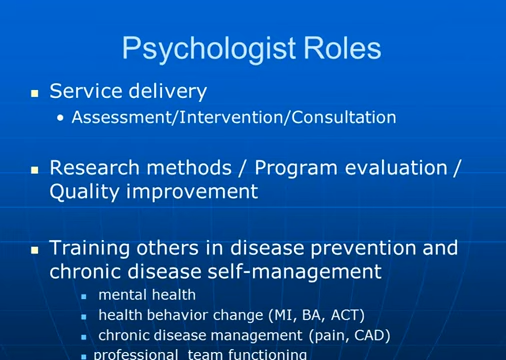 Psychologist Roles
Service delivery
Assessment/Intervention/Consultation
Research methods / Program evaluation /
Quality improvement
Training others in disease prevention and
chronic disease self-management
mental health
health behavior change (MI, BA, ACT)
chronic disease management (pain, CAD)
professional team functioning